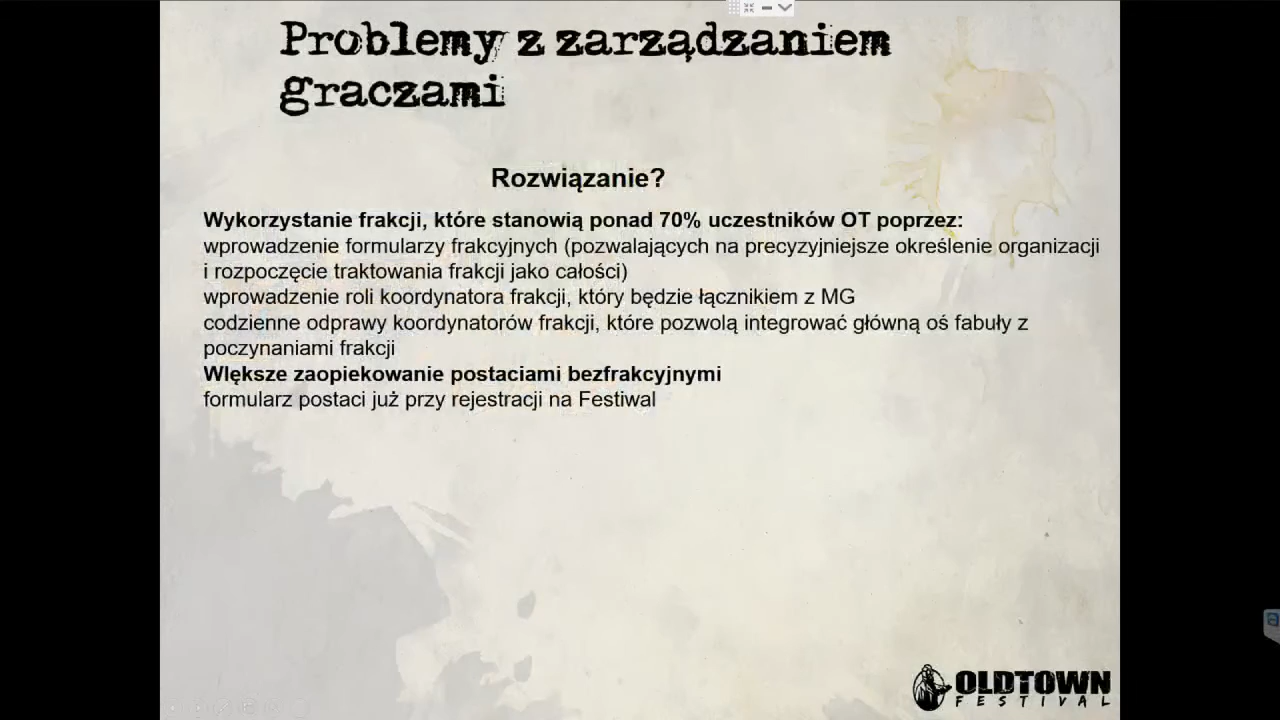 Problemy z zarządzaniem
graczami
Rozwiązanie?
Wykorzystanie frakcji, które stanowią ponad 70% uczestników OT poprzez:
wprowadzenie formularzy frakcyjnych (pozwalających na precyzyjniejsze określenie organizacji
i rozpoczęcie traktowania frakcji jako całości)
wprowadzenie roli koordynatora frakcji, który będzie łącznikiem z MG
codzienne odprawy koordynatorów frakcji, które pozwolą integrować główną oś fabuły z
poczynaniami frakcji
WIększe zaopiekowanie postaciami bezfrakcyjnymi
formularz postaci już przy rejestracji na Festiwal
OLDTOWN
FESTIVAL